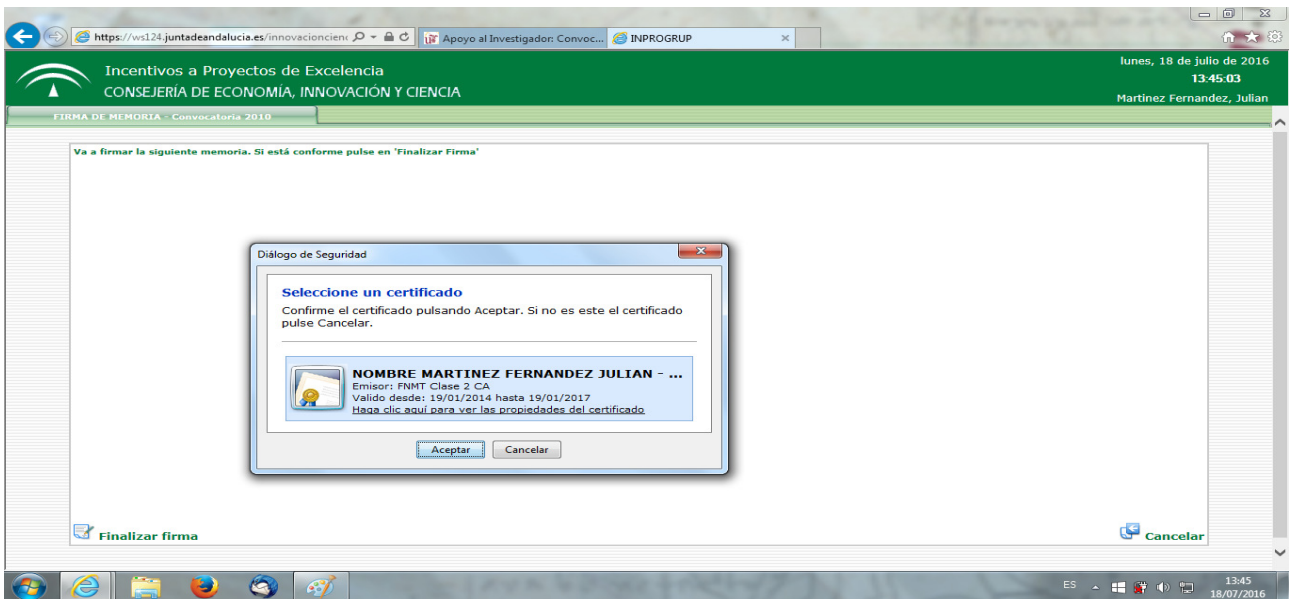 https://ws124.juntadeandalucia.es/innovacioncienc
Apoyo al Investigador: Convoc...
INPROGRUP
Incentivos a Proyectos de Excelencia
CONSEJERÍA DE ECONOMÍA, INNOVACIÓN Y CIENCIA
lunes, 18 de julio de 2016
13:45:03
Martinez Fernandez, Julian
FIRMA DE MEMORIA - Convocatoria 2010
Va a firmar la siguiente memoria. Si está conforme pulse en 'Finalizar Firma'
Diálogo de Seguridad
Seleccione un certificado
Confirme el certificado pulsando Aceptar. Si no es este el certificado
pulse Cancelar.
NOMBRE MARTINEZ FERNANDEZ JULIAN - ...
Emisor: FNMT Clase 2 CA
Valido desde: 19/01/2014 hasta 19/01/2017
Haga clic aquí para ver las propiedades del certificado
Aceptar
Cancelar
Finalizar firma
Cancelar
ES
13:45
18/07/2016